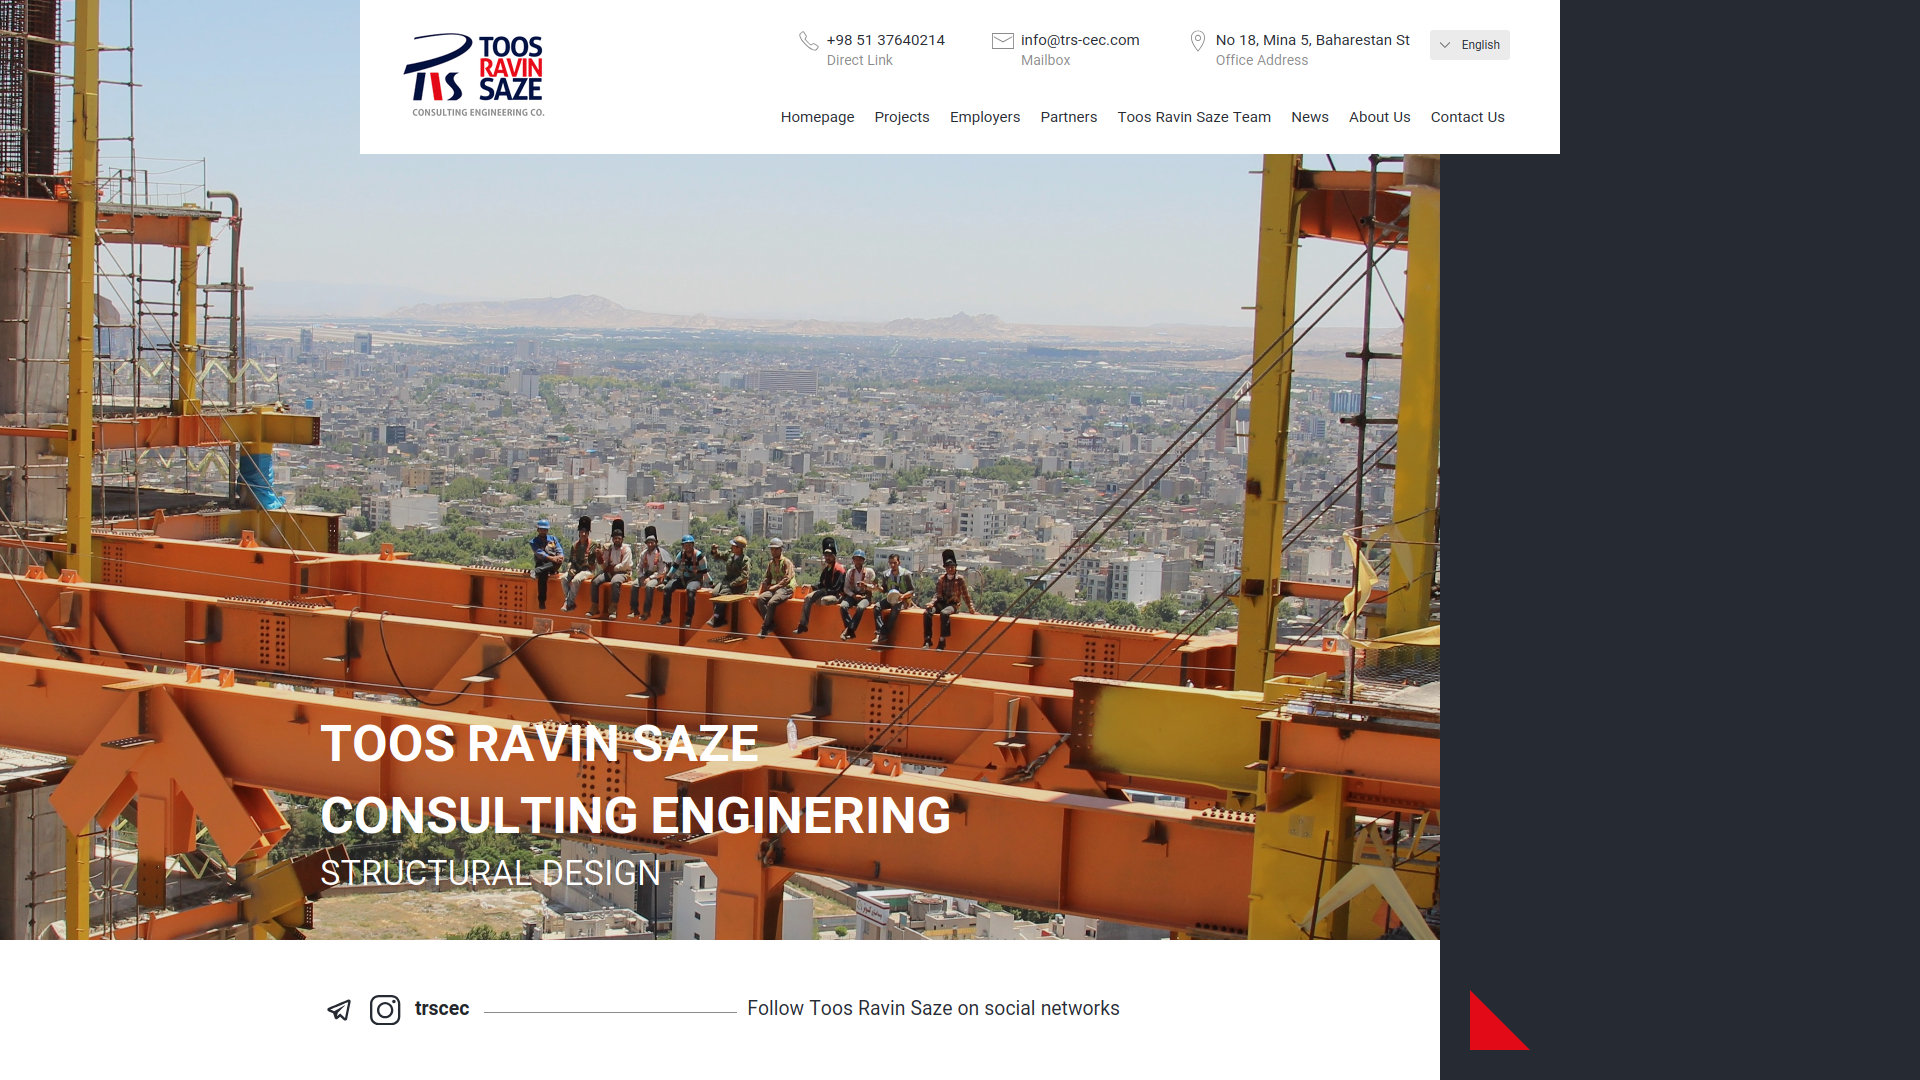 TOOS
RAVIN
SAZE
CONSULTING ENGINEERING CO.
+98 51 37640214
Direct Link
info@trs-cec.com
Mailbox
No 18, Mina 5, Baharestan St
Office Address
English
Homepage Projects Employers Partners Toos Ravin Saze Team News About Us Contact Us
TOOS RAVIN SAZE
CONSULTING ENGINERING
STRUCTURAL DESIGN
trscec
Follow Toos Ravin Saze on social networks